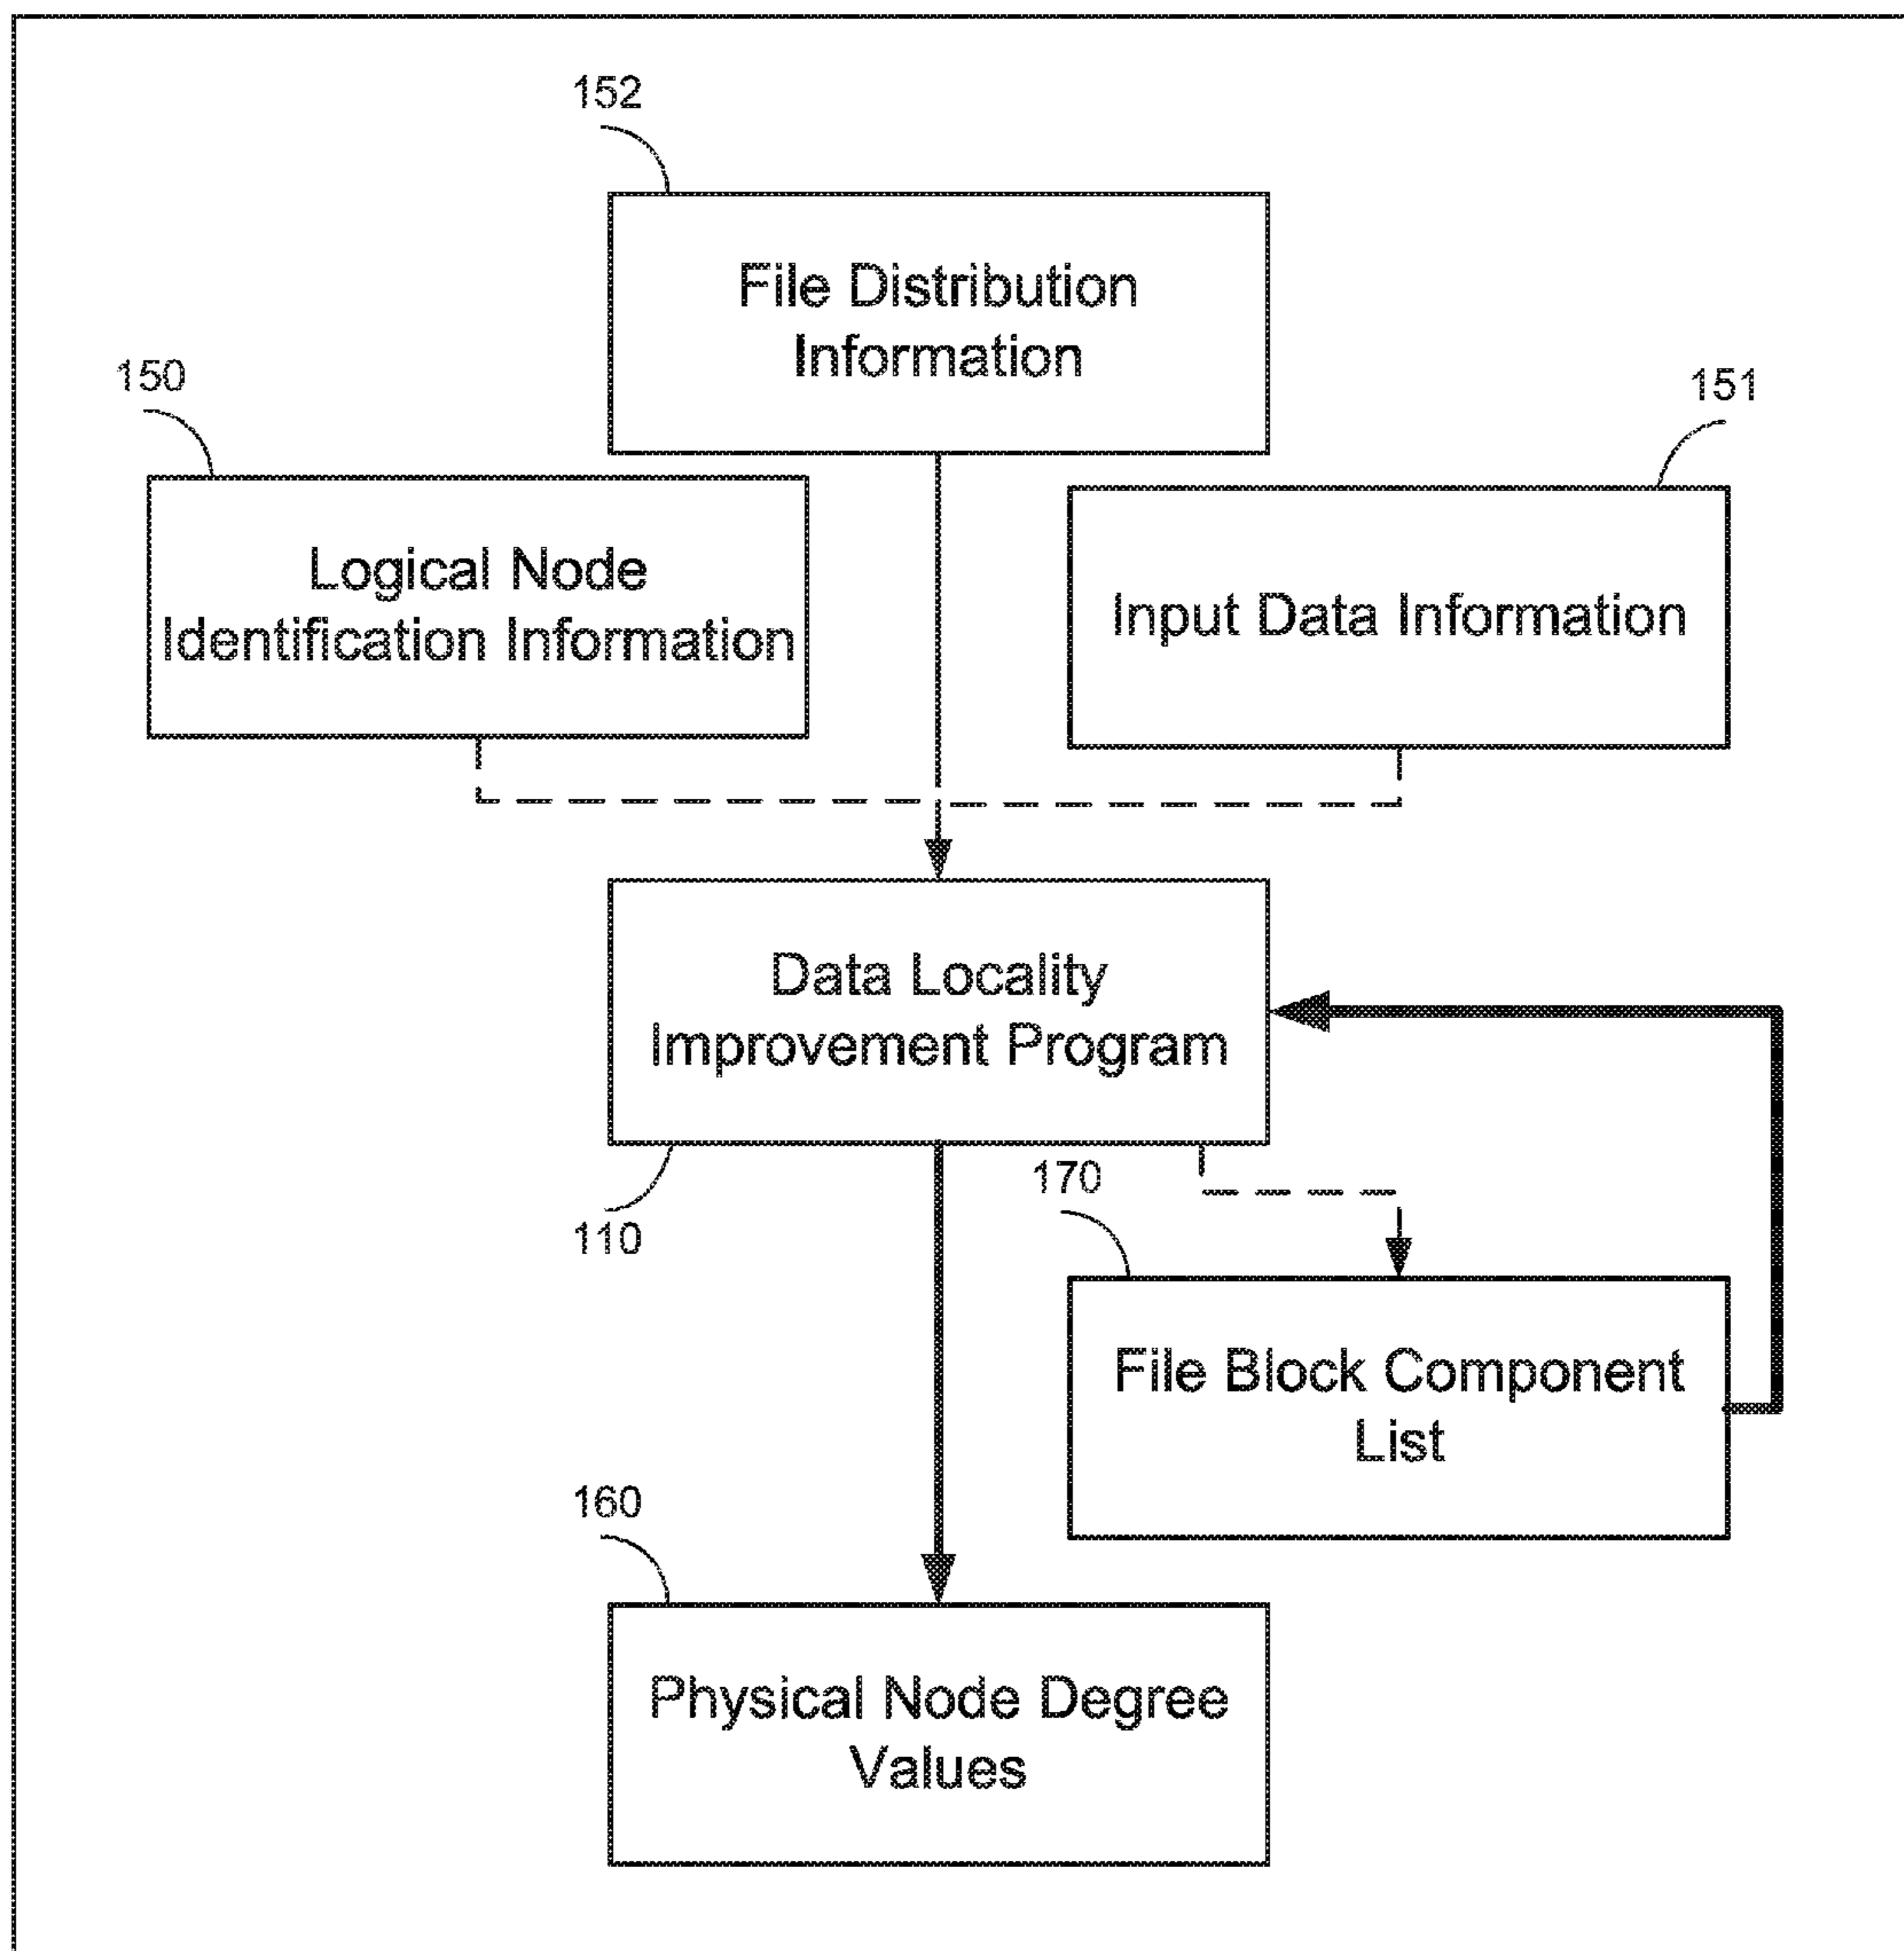 152
File Distribution
Information
150
151
Logical Node
Identification Information
Input Data Information
Data Locality
Improvement Program
110
170
File Block Component
List
160
Physical Node Degree
Values